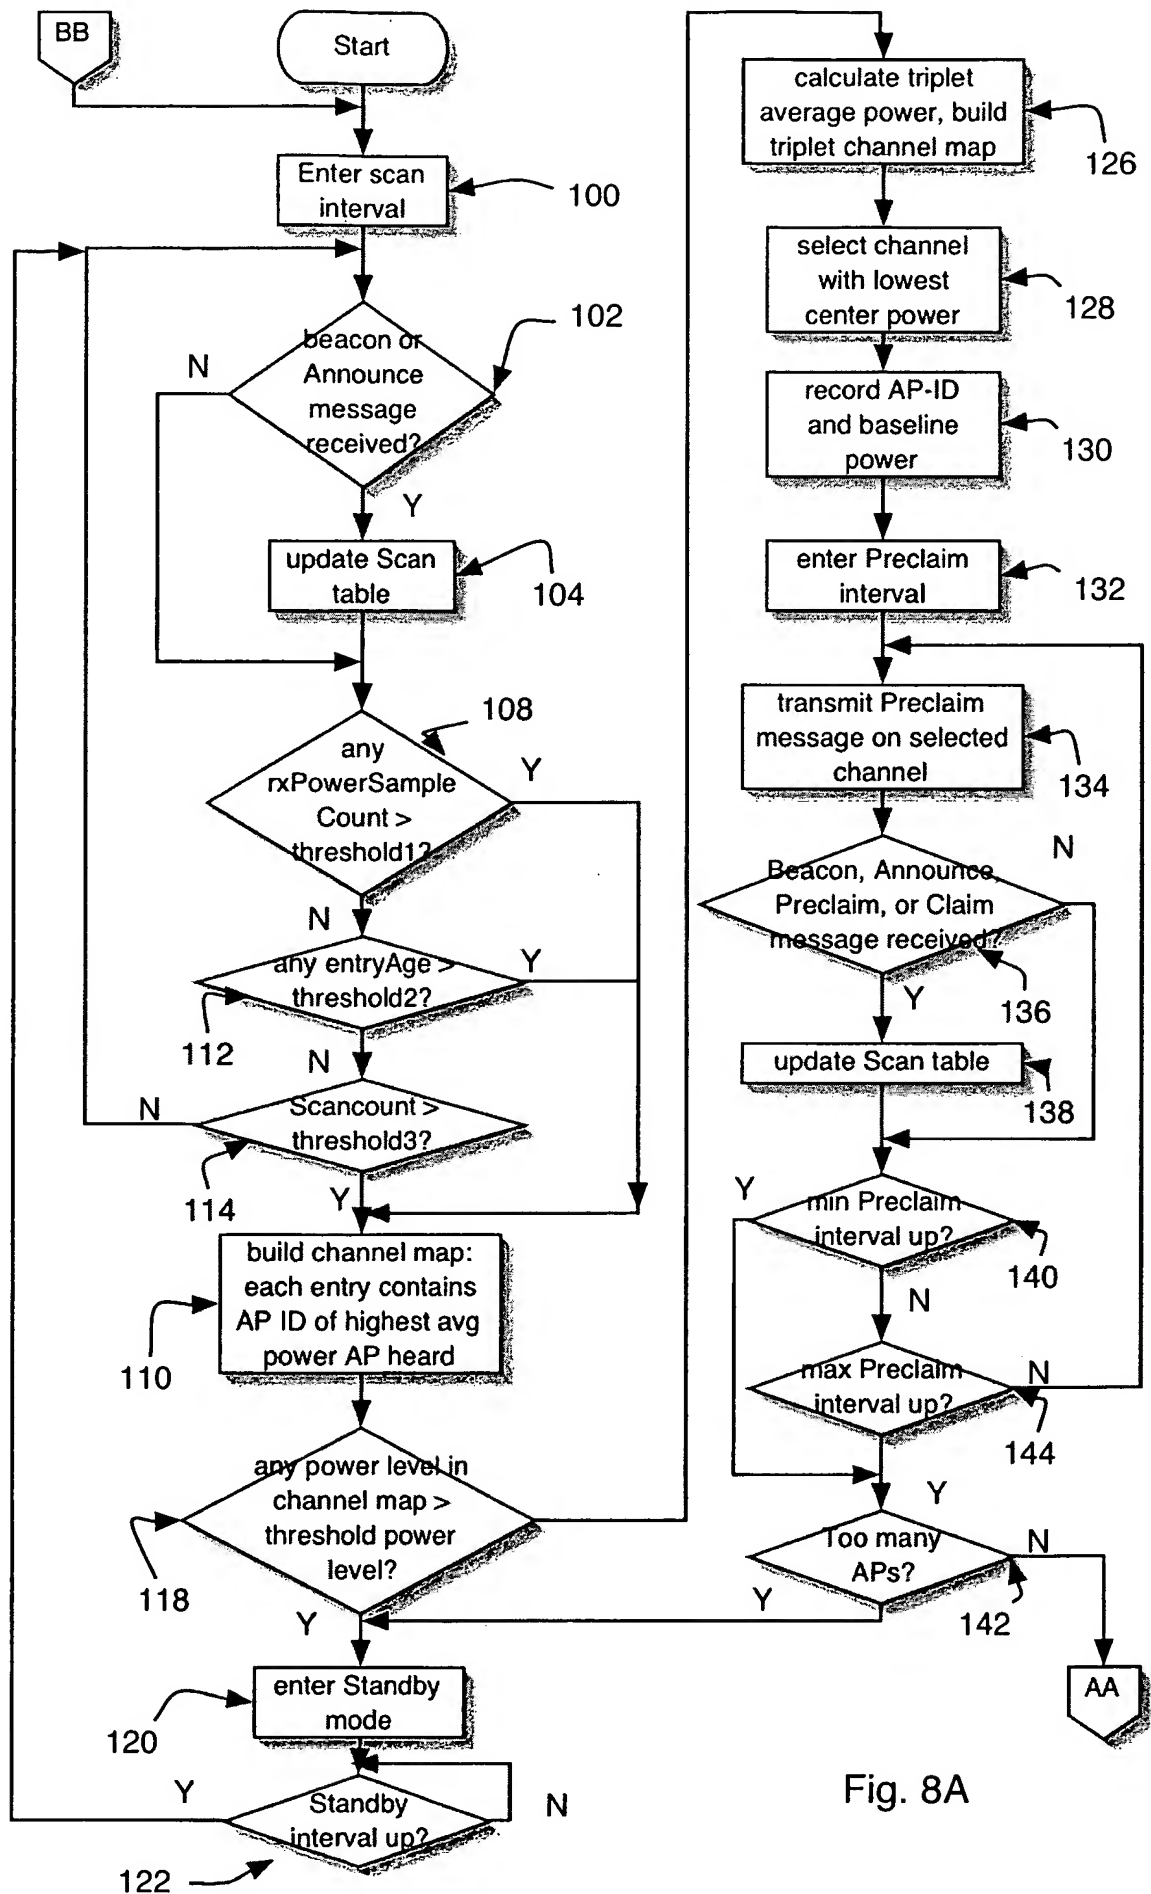 BB
Start
Enter scan
interval
100
beacon or
Announce
message
received?
102
N
Y
update Scan
table
104
108
any
rxPowerSample
Count >
threshold1?
Y
N
any entryAge >
threshold2?
Y
112
N
Scancount >
threshold3?
N
114
Y
build channel map:
each entry contains
AP ID of highest avg
power AP heard
110
any power level in
channel map >
threshold power
level?
118
Y
enter Standby
mode
120
Y
Standby
interval up?
N
122
calculate triplet
average power, build
triplet channel map
126
select channel
with lowest
center power
128
record AP-ID
and baseline
power
130
enter Preclaim
interval
132
transmit Preclaim
message on selected
channel
134
N
Beacon, Announce,
Preclaim, or Claim
message received?
136
Y
update Scan table
138
Y
min Preclaim
interval up?
140
N
max Preclaim
interval up?
N
144
Y
Too many
APs?
N
142
Y
AA
Fig. 8A